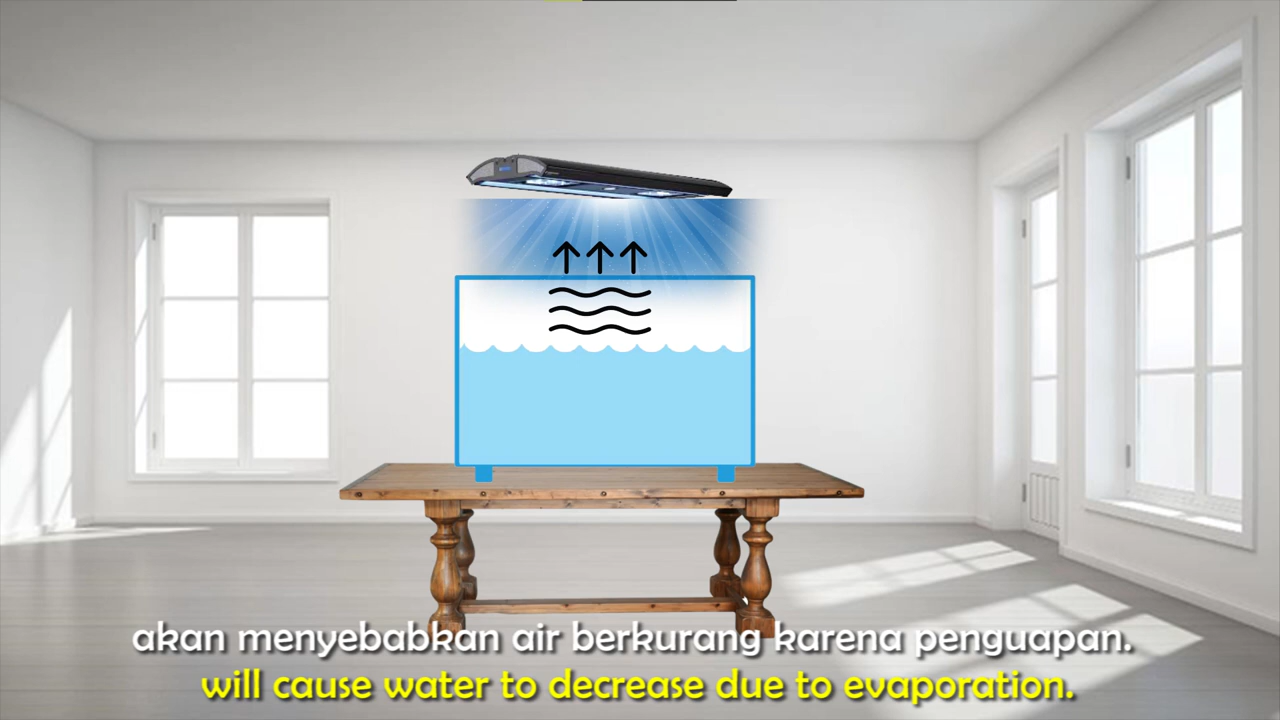 akan menyebabkan air berkurang karena penguapan.
will cause water to decrease due to evaporation.